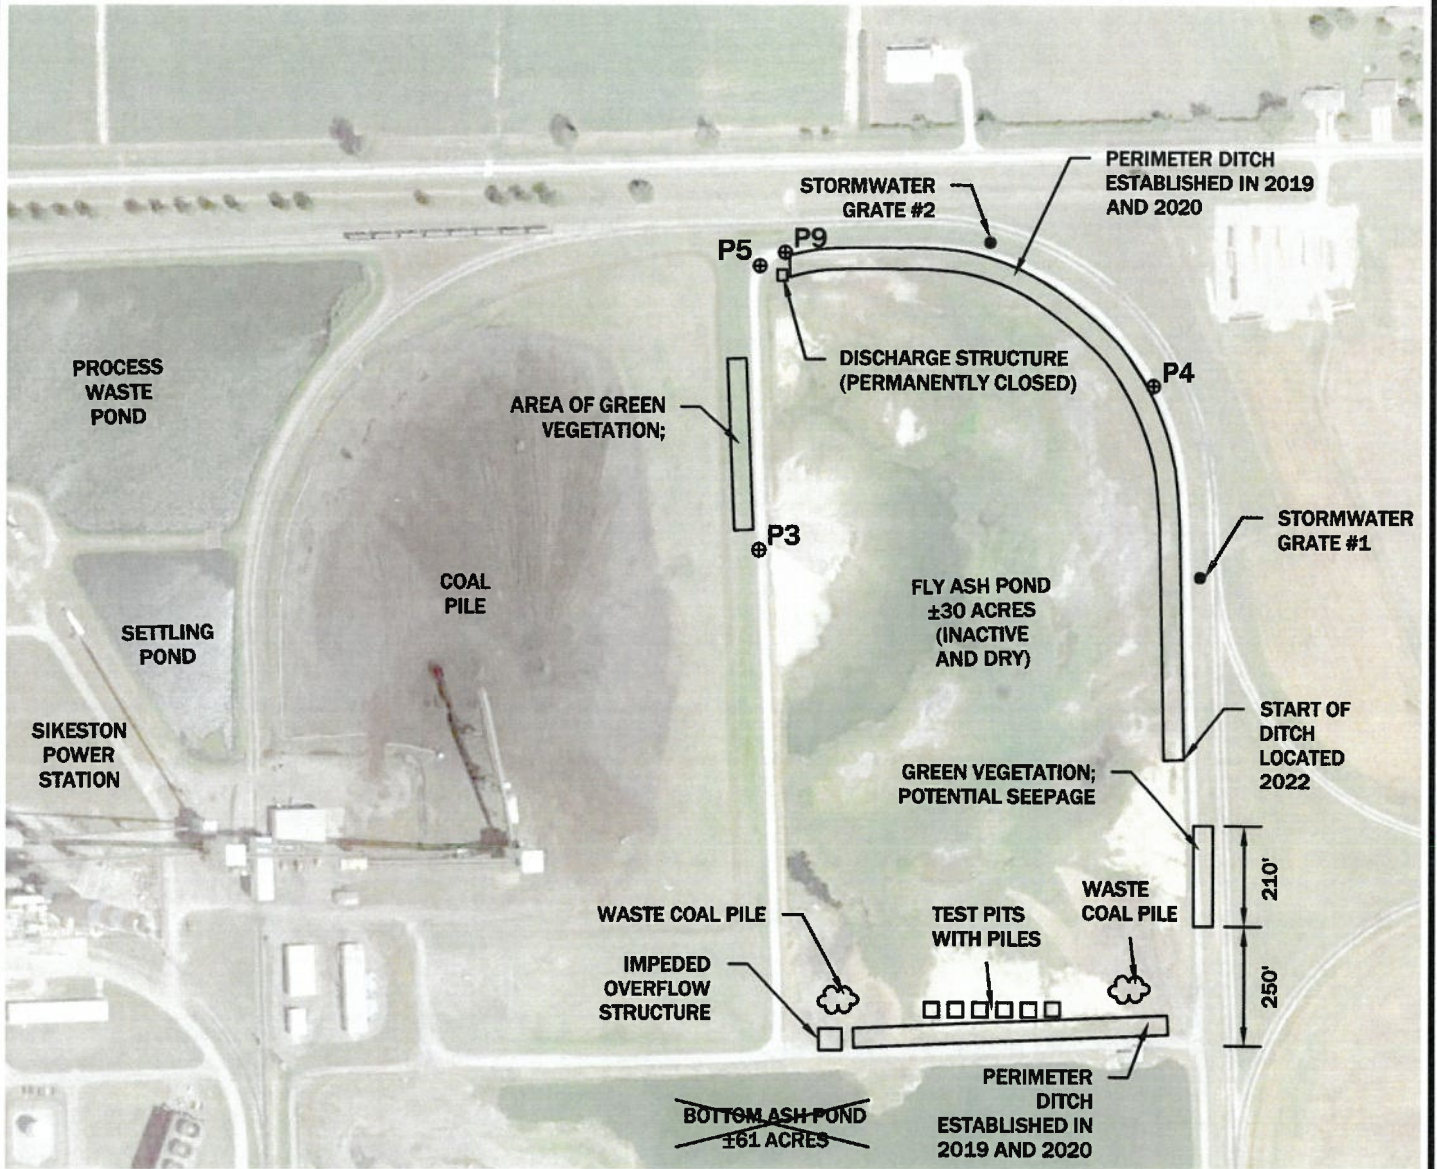 PERIMETER DITCH
ESTABLISHED IN 2019
AND 2020
STORMWATER
GRATE #2
P5
P9
DISCHARGE STRUCTURE
(PERMANENTLY CLOSED)
P4
PROCESS
WASTE
POND
AREA OF GREEN
VEGETATION;
P3
STORMWATER
GRATE #1
COAL
PILE
FLY ASH POND
±30 ACRES
(INACTIVE
AND DRY)
SETTLING
POND
SIKESTON
POWER
STATION
START OF
DITCH
LOCATED
2022
GREEN VEGETATION;
POTENTIAL SEEPAGE
210'
WASTE COAL PILE
TEST PITS
WITH PILES
WASTE
COAL PILE
IMPEDED
OVERFLOW
STRUCTURE
250'
PERIMETER
DITCH
ESTABLISHED IN
2019 AND 2020
BOTTOM ASH POND
±61 ACRES